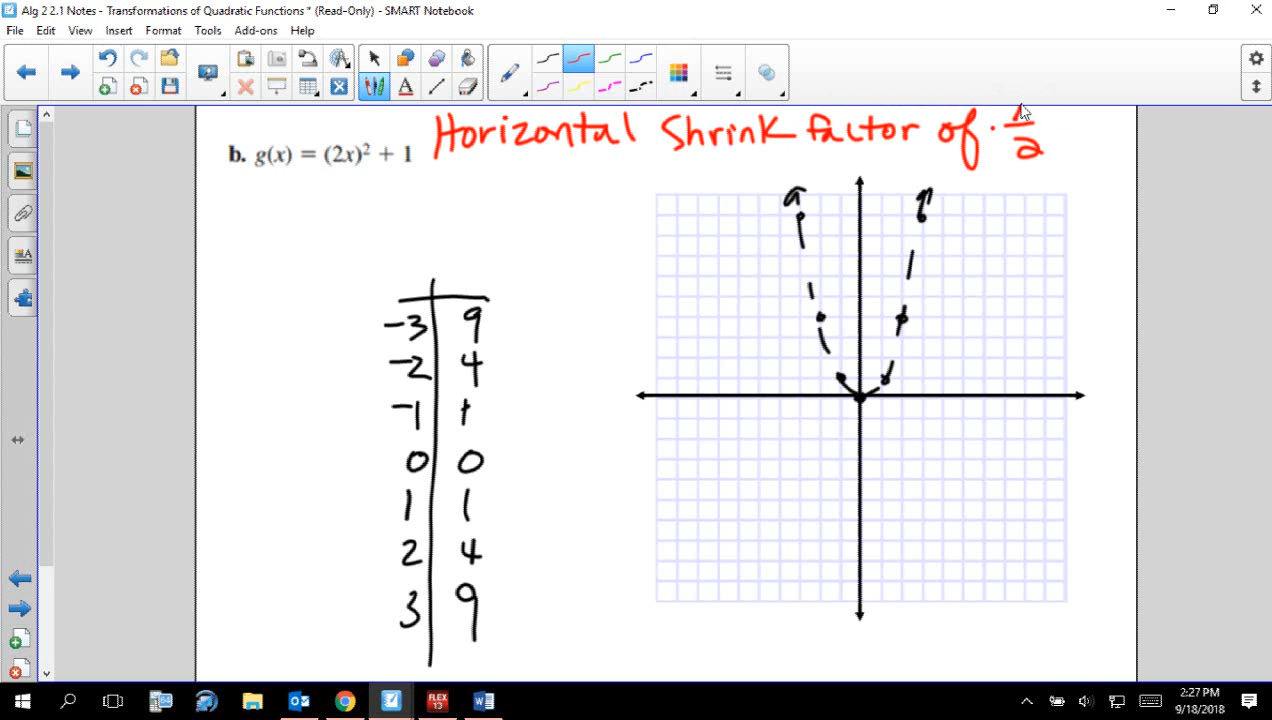 Alg 2 2.1 Notes - Transformations of Quadratic Functions * (Read-Only) - SMART Notebook
File Edit View Insert Format Tools Add-ons Help
Horizontal Shrink factor of · 1/2
b. g(x) = (2x)² + 1
-3 9
-2 4
-1 1
0 0
1 1
2 4
3 9
FLEX 13
2:27 PM
9/18/2018